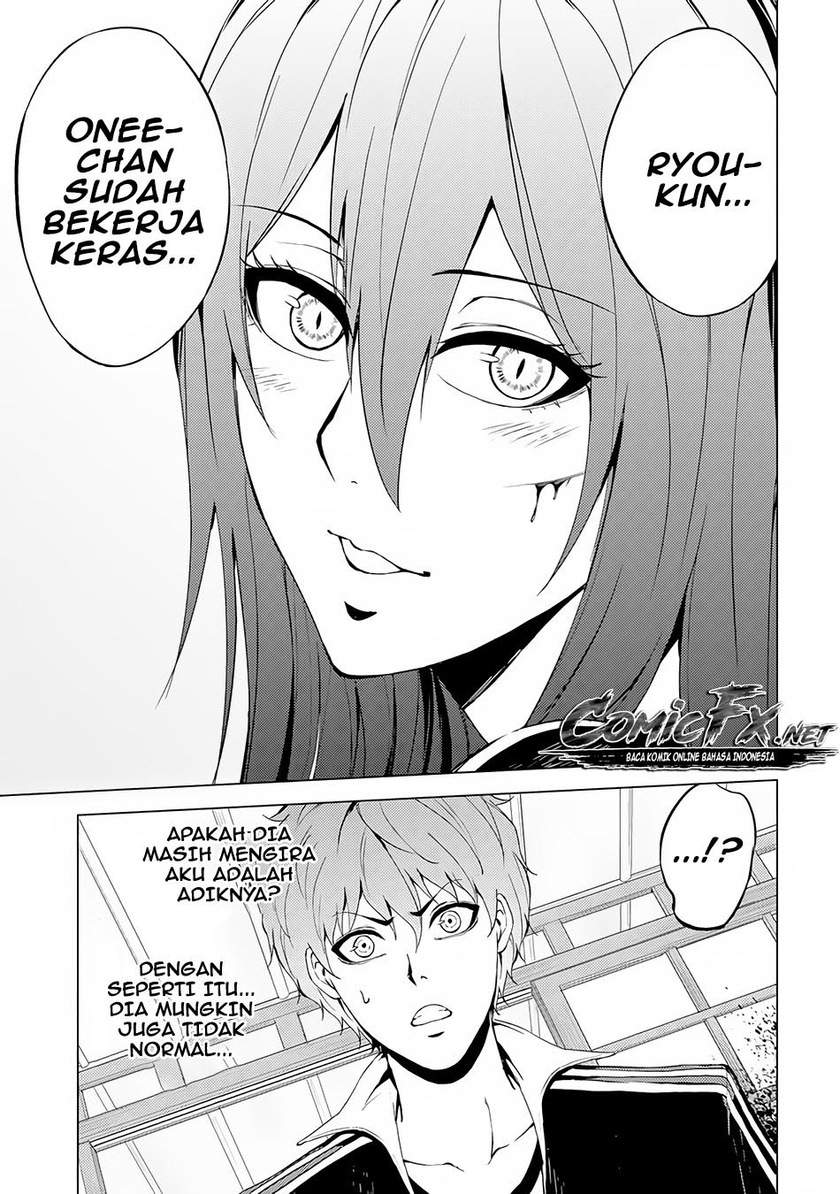 RYOU-
KUN...
ONEE-
CHAN
SUDAH
BEKERJA
KERAS...
COMICFX.NET
BACA KOMIK ONLINE BAHASA INDONESIA
...!?
APAKAH DIA
MASIH MENGIRA
AKU ADALAH
ADIKNYA?
DENGAN
SEPERTI ITU...
DIA MUNGKIN
JUGA TIDAK
NORMAL...